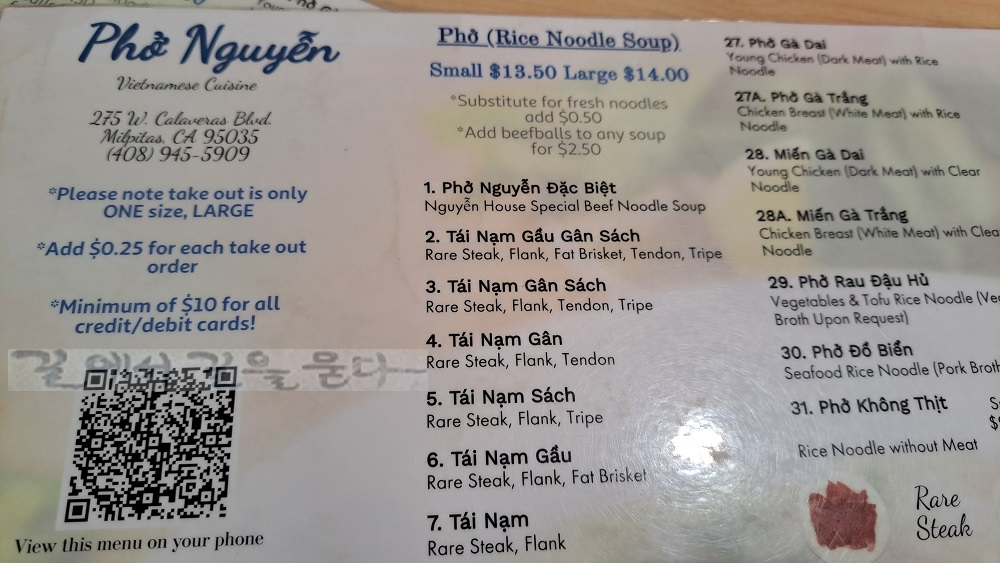 Phở Nguyễn
Vietnamese Cuisine
275 W. Calaveras Blvd.
Milpitas, CA 95035
(408) 945-5909
*Please note take out is only
ONE size, LARGE
*Add $0.25 for each take out
order
*Minimum of $10 for all
credit/debit cards!
길에서 길을 묻다
View this menu on your phone
Phở (Rice Noodle Soup)
Small $13.50 Large $14.00
*Substitute for fresh noodles
add $0.50
*Add beefballs to any soup
for $2.50
1. Phở Nguyễn Đặc Biệt
Nguyễn House Special Beef Noodle Soup
2. Tái Nạm Gầu Gân Sách
Rare Steak, Flank, Fat Brisket, Tendon, Tripe
3. Tái Nạm Gân Sách
Rare Steak, Flank, Tendon, Tripe
4. Tái Nạm Gân
Rare Steak, Flank, Tendon
5. Tái Nạm Sách
Rare Steak, Flank, Tripe
6. Tái Nạm Gầu
Rare Steak, Flank, Fat Brisket
7. Tái Nạm
Rare Steak, Flank
27. Phở Gà Dai
Young Chicken (Dark Meat) with Rice
Noodle
27A. Phở Gà Trắng
Chicken Breast (White Meat) with Rice
Noodle
28. Miến Gà Dai
Young Chicken (Dark Meat) with Clear
Noodle
28A. Miến Gà Trắng
Chicken Breast (White Meat) with Clea
Noodle
29. Phở Rau Đậu Hủ
Vegetables & Tofu Rice Noodle (Ve
Broth Upon Request)
30. Phở Đồ Biển
Seafood Rice Noodle (Pork Broth
31. Phở Không Thịt
Rice Noodle without Meat
Rare
Steak